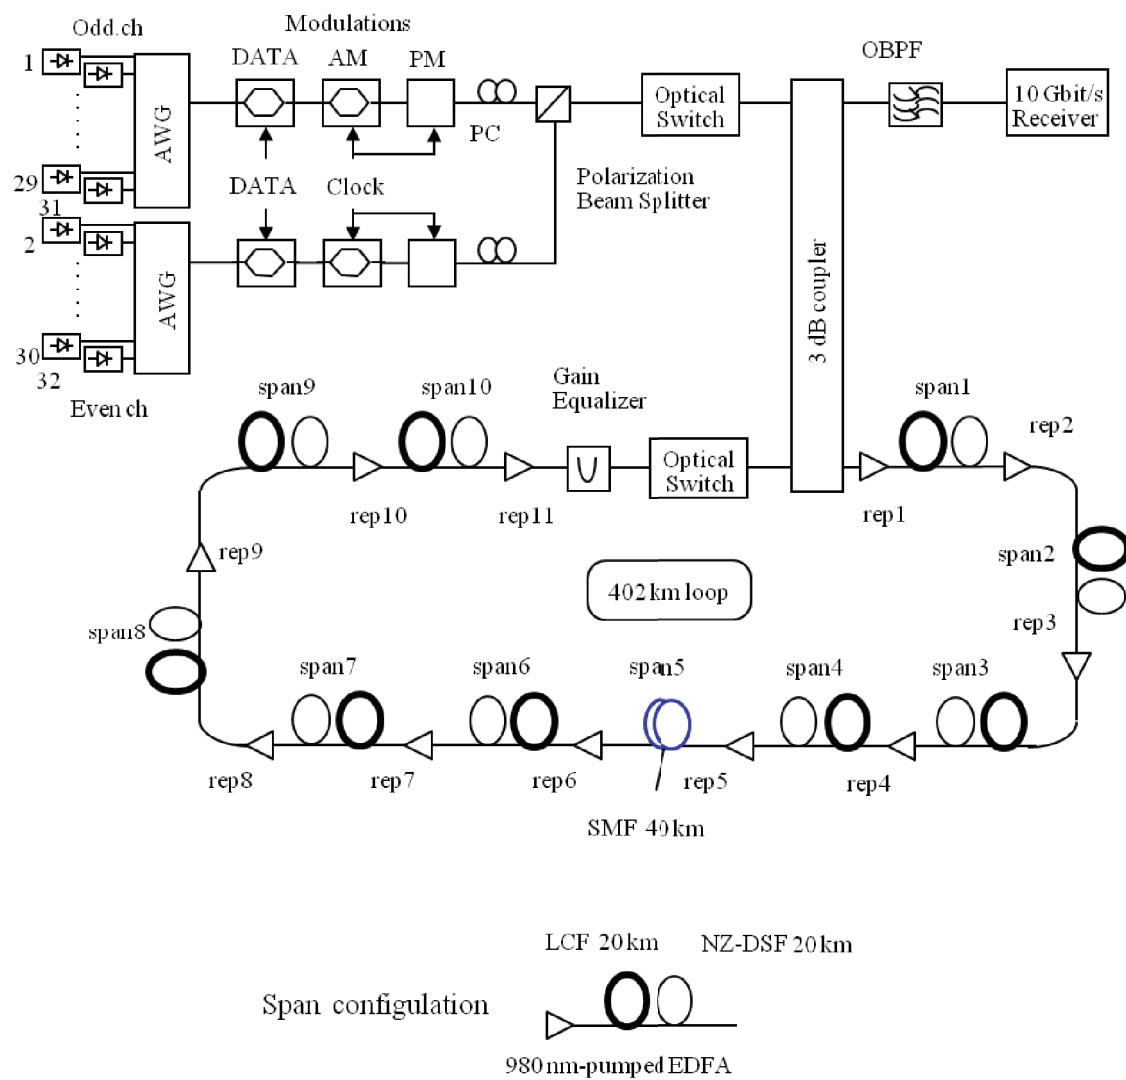 Odd.ch
Modulations
OBPF
1
DATA
AM
PM
AWG
PC
Optical
Switch
10 Gbit/s
Receiver
29
31
DATA
Clock
Polarization
Beam Splitter
2
AWG
3 dB coupler
30
32
Even ch
span9
span10
Gain
Equalizer
span1
rep2
Optical
Switch
rep10
rep11
rep1
rep9
span2
402 km loop
rep3
span8
span7
span6
span5
span4
span3
rep8
rep7
rep6
rep5
rep4
SMF 40 km
LCF 20 km
NZ-DSF 20 km
Span configulation
980 nm-pumped EDFA